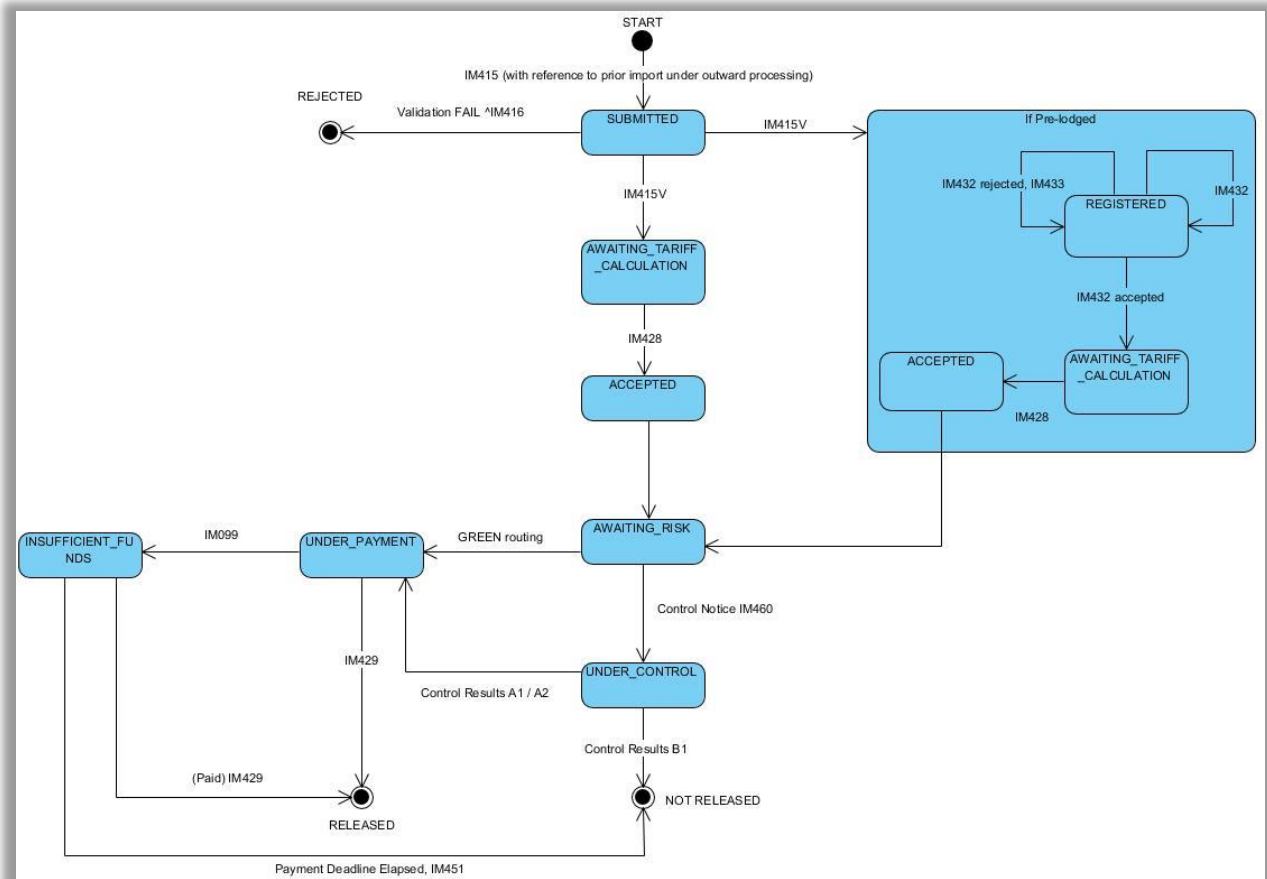 START
IM415 (with reference to prior import under outward processing)
REJECTED
Validation FAIL ^IM416
SUBMITTED
IM415V
If Pre-lodged
IM432 rejected, IM433
IM432
REGISTERED
IM415V
AWAITING_TARIFF
_CALCULATION
IM432 accepted
IM428
ACCEPTED
AWAITING_TARIFF
_CALCULATION
ACCEPTED
IM428
INSUFFICIENT_FU
NDS
IM099
UNDER_PAYMENT
GREEN routing
AWAITING_RISK
Control Notice IM460
IM429
UNDER_CONTROL
Control Results A1 / A2
Control Results B1
(Paid) IM429
RELEASED
NOT RELEASED
Payment Deadline Elapsed, IM451